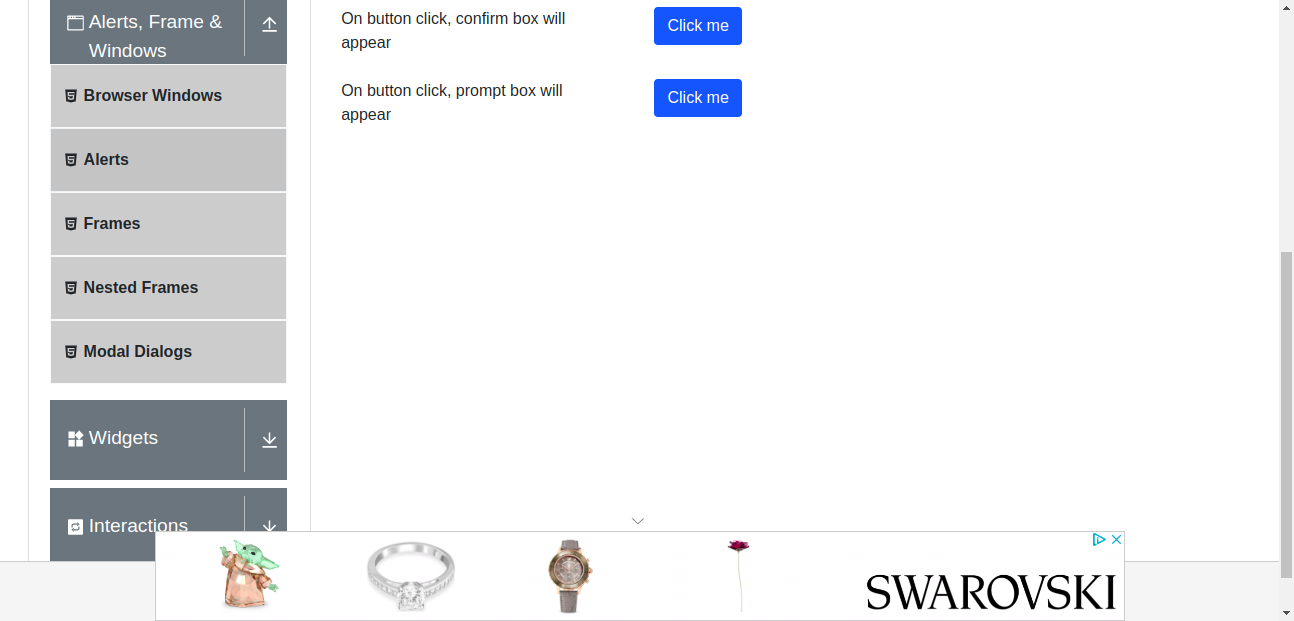 Alerts, Frame &
Windows
Browser Windows
Alerts
Frames
Nested Frames
Modal Dialogs
Widgets
Interactions
On button click, confirm box will
appear
Click me
On button click, prompt box will
appear
Click me
SWAROVSKI